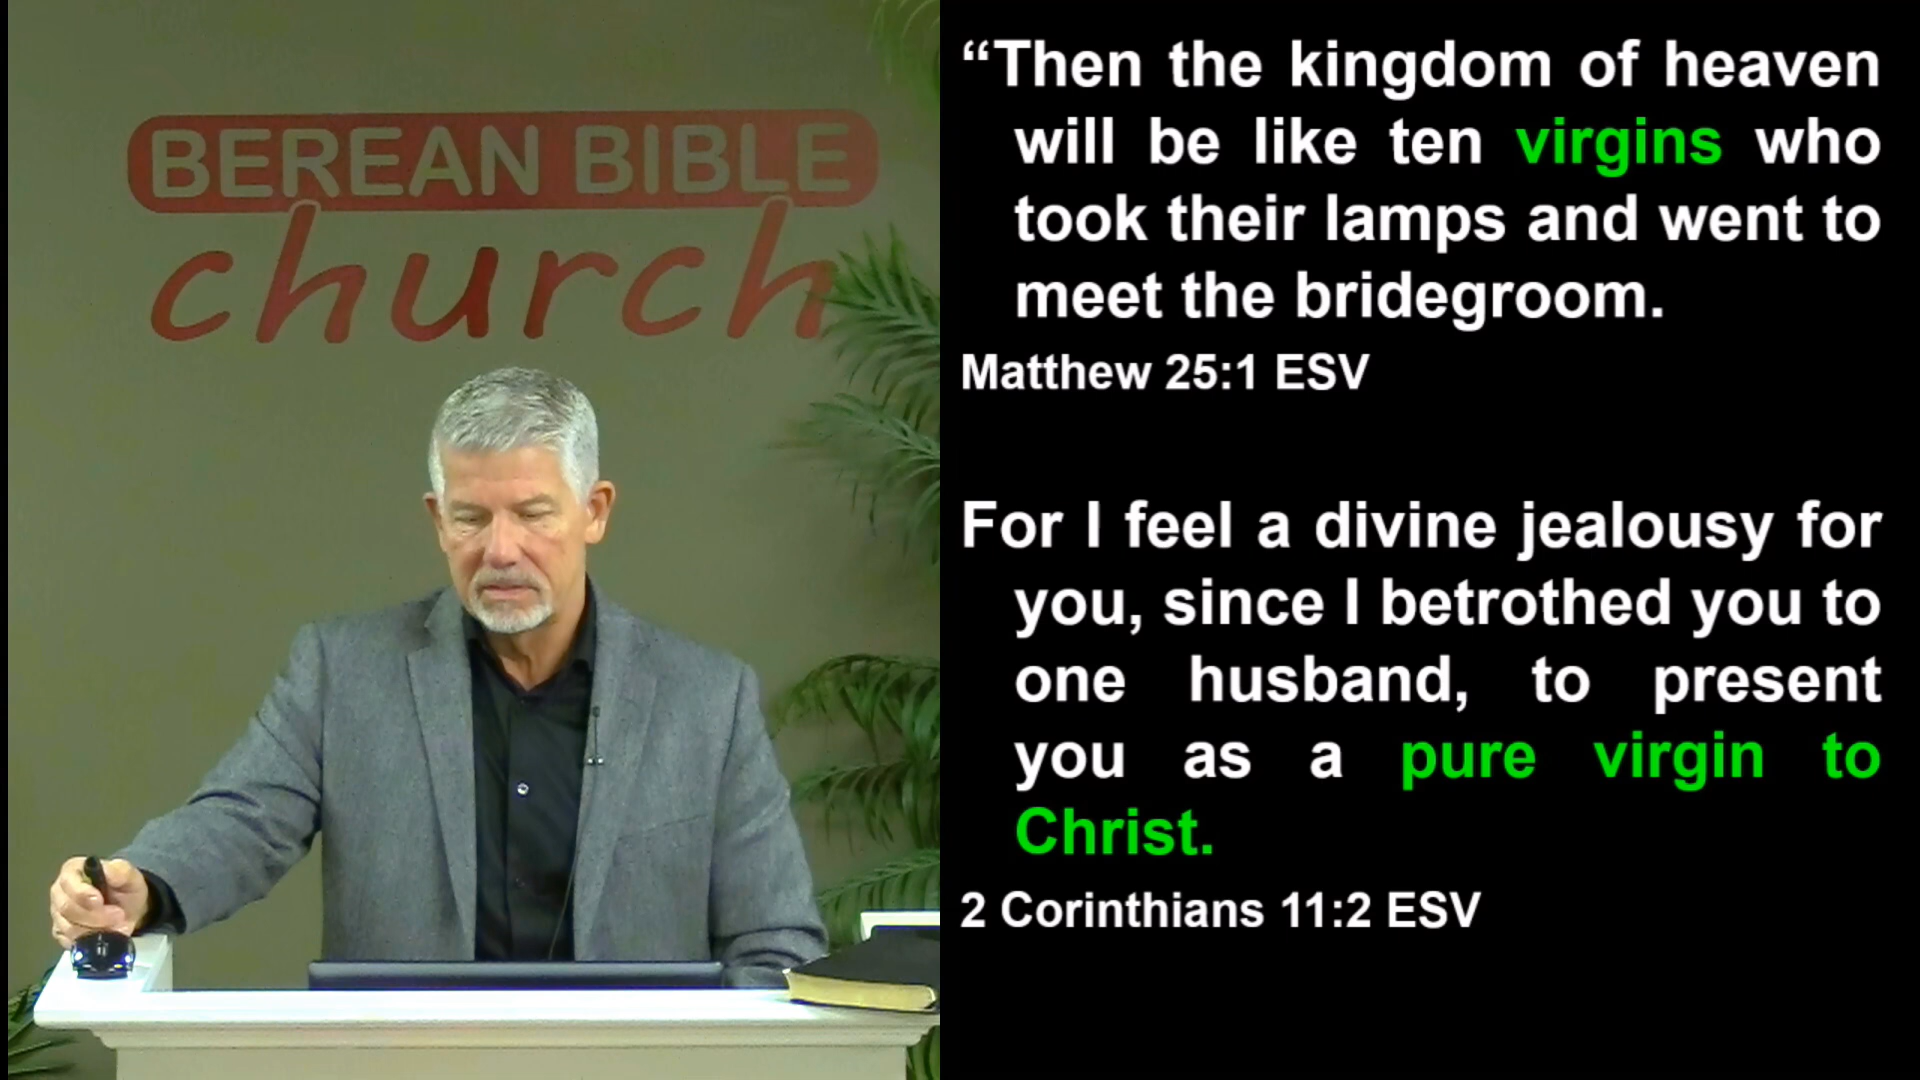 BEREAN BIBLE
church
“Then the kingdom of heaven
will be like ten virgins who
took their lamps and went to
meet the bridegroom.
Matthew 25:1 ESV
For I feel a divine jealousy for
you, since I betrothed you to
one husband, to present
you as a pure virgin to
Christ.
2 Corinthians 11:2 ESV